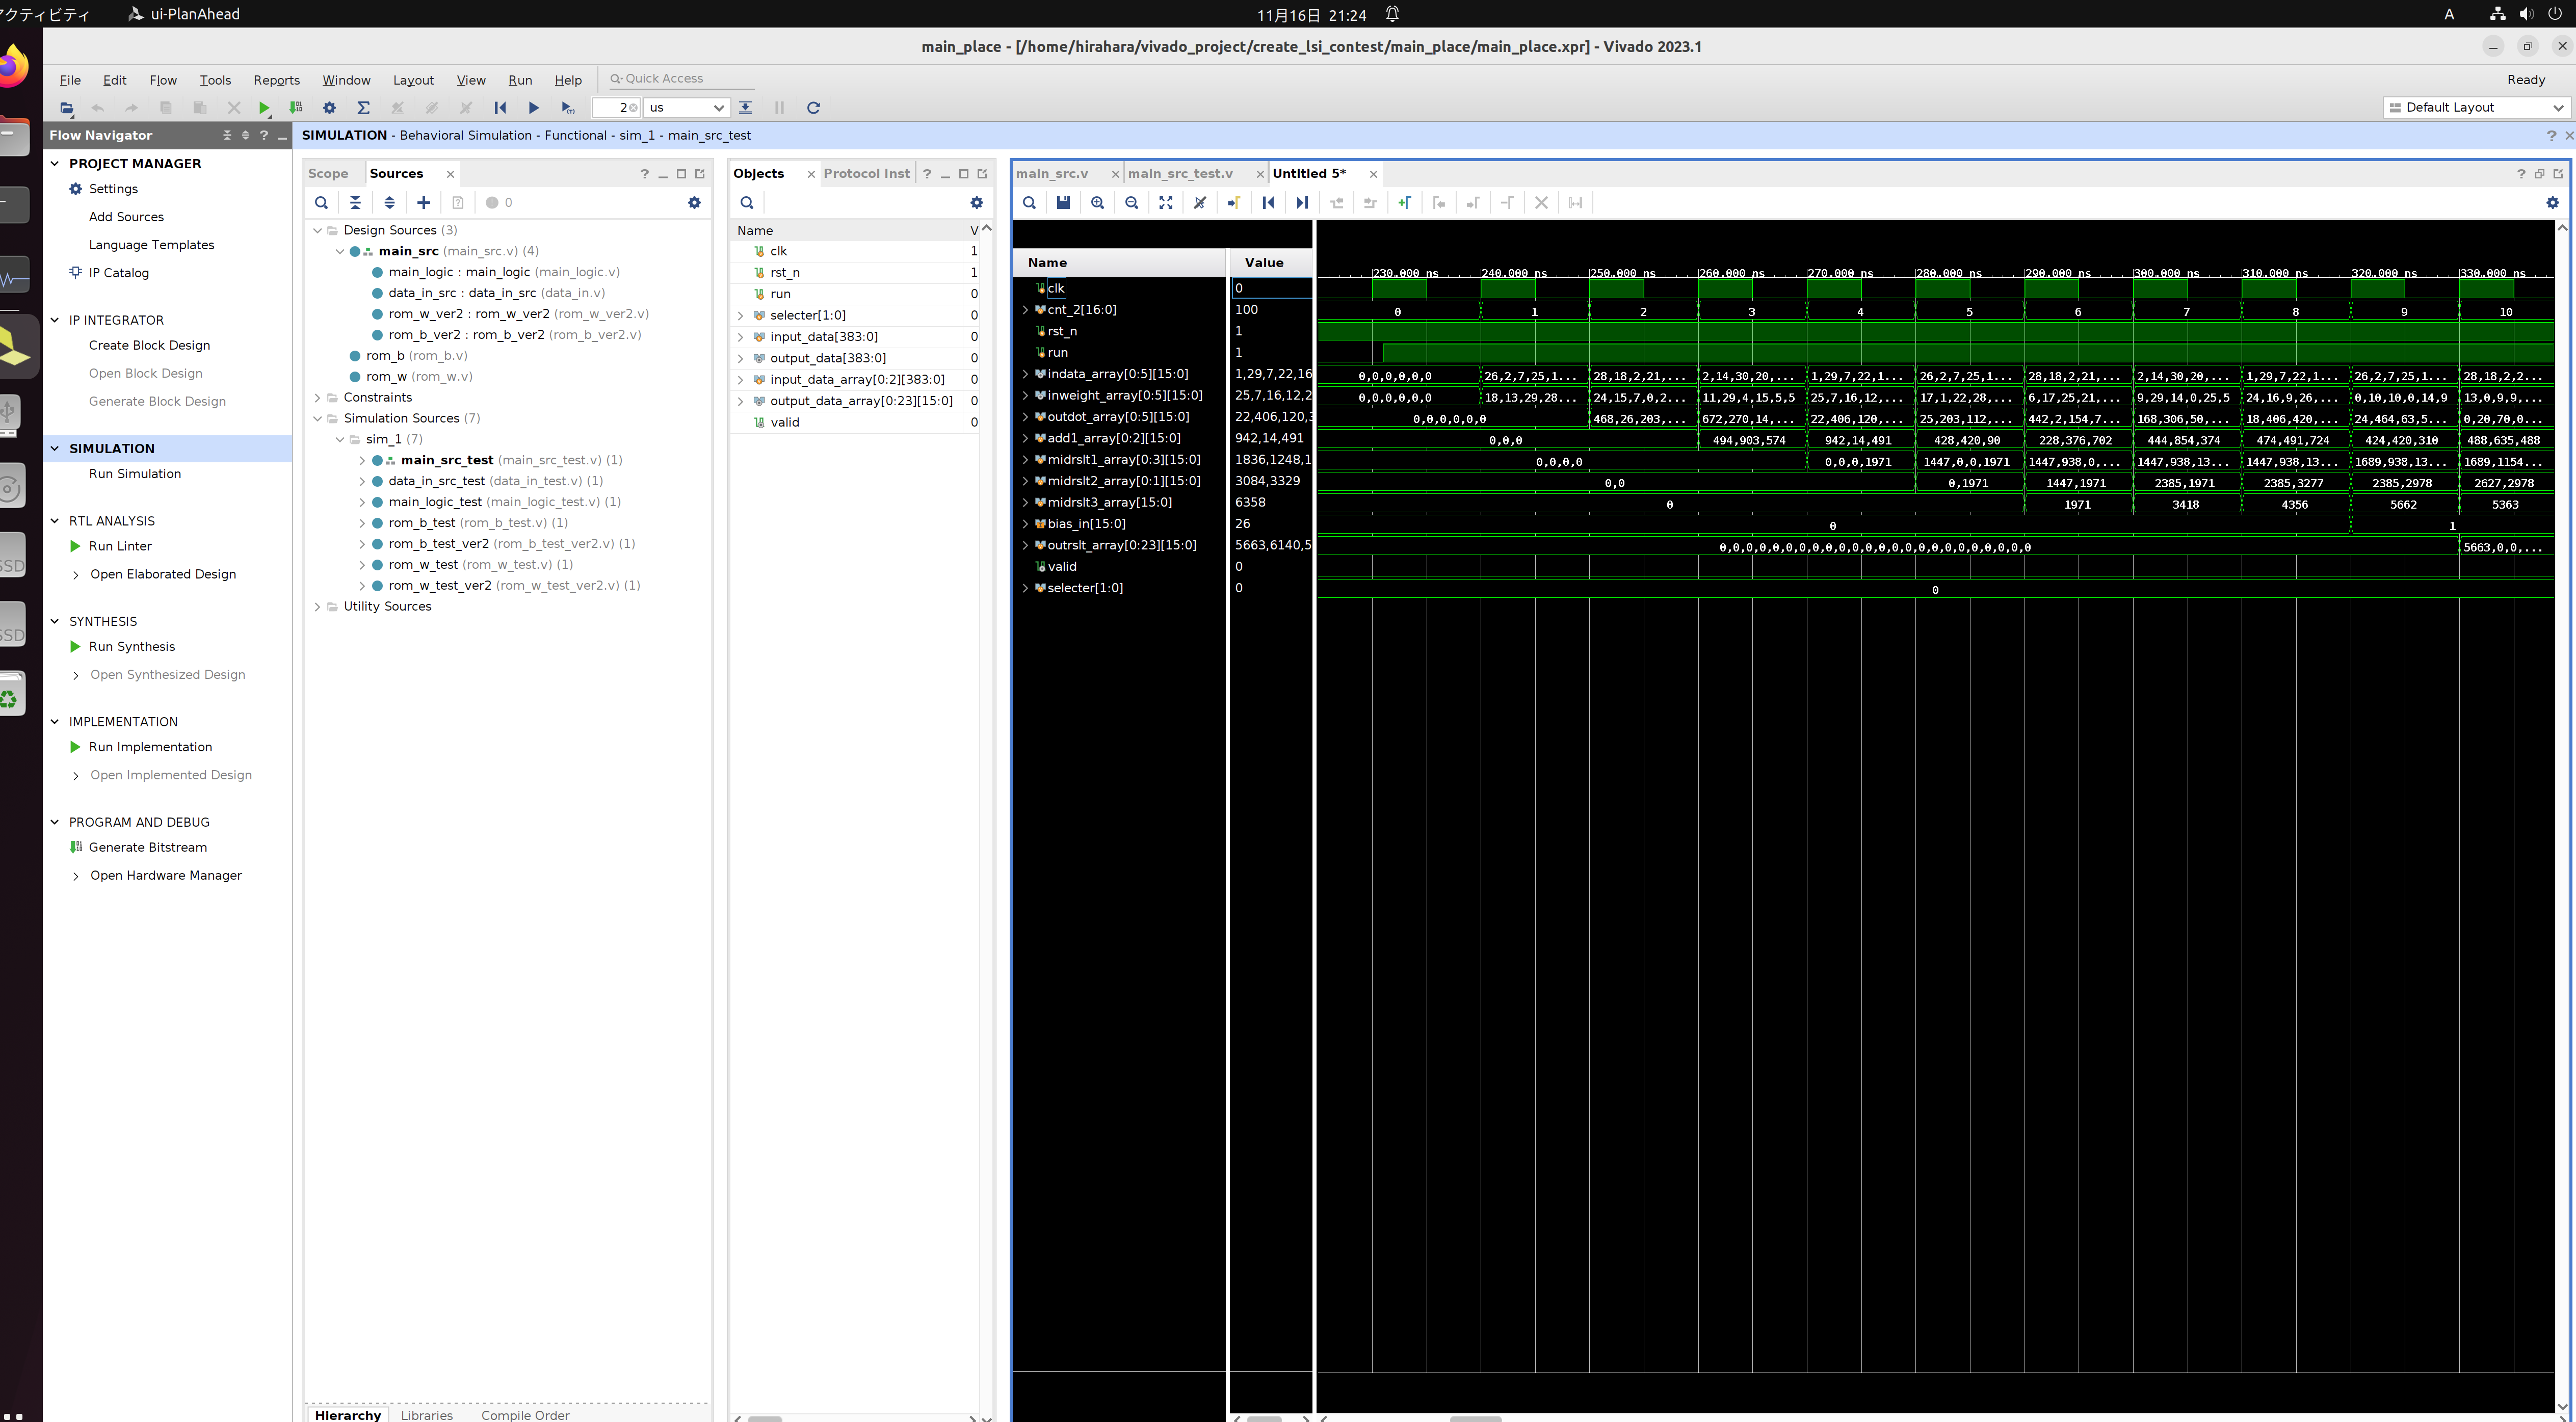 アクティビティ
ui-PlanAhead
11月16日 21:24
A
main_place - [/home/hirahara/vivado_project/create_lsi_contest/main_place/main_place.xpr] - Vivado 2023.1
File Edit Flow Tools Reports Window Layout View Run Help
Quick Access
Ready
2 us
Default Layout
Flow Navigator
SIMULATION - Behavioral Simulation - Functional - sim_1 - main_src_test
PROJECT MANAGER
Settings
Add Sources
Language Templates
IP Catalog
IP INTEGRATOR
Create Block Design
Open Block Design
Generate Block Design
SIMULATION
Run Simulation
RTL ANALYSIS
Run Linter
Open Elaborated Design
SYNTHESIS
Run Synthesis
Open Synthesized Design
IMPLEMENTATION
Run Implementation
Open Implemented Design
PROGRAM AND DEBUG
Generate Bitstream
Open Hardware Manager
SSD
SSD
Scope Sources
0
Design Sources (3)
main_src (main_src.v) (4)
main_logic : main_logic (main_logic.v)
data_in_src : data_in_src (data_in.v)
rom_w_ver2 : rom_w_ver2 (rom_w_ver2.v)
rom_b_ver2 : rom_b_ver2 (rom_b_ver2.v)
rom_b (rom_b.v)
rom_w (rom_w.v)
Constraints
Simulation Sources (7)
sim_1 (7)
main_src_test (main_src_test.v) (1)
data_in_src_test (data_in_test.v) (1)
main_logic_test (main_logic_test.v) (1)
rom_b_test (rom_b_test.v) (1)
rom_b_test_ver2 (rom_b_test_ver2.v) (1)
rom_w_test (rom_w_test.v) (1)
rom_w_test_ver2 (rom_w_test_ver2.v) (1)
Utility Sources
Hierarchy Libraries Compile Order
Objects Protocol Inst
Name V
clk 1
rst_n 1
run 0
selecter[1:0] 0
input_data[383:0] 0
output_data[383:0] 0
input_data_array[0:2][383:0] 0
output_data_array[0:23][15:0] 0
valid 0
main_src.v main_src_test.v Untitled 5*
Name Value
230.000 ns 240.000 ns 250.000 ns 260.000 ns 270.000 ns 280.000 ns 290.000 ns 300.000 ns 310.000 ns 320.000 ns 330.000 ns
clk 0
cnt_2[16:0] 100 0 1 2 3 4 5 6 7 8 9 10
rst_n 1
run 1
indata_array[0:5][15:0] 1,29,7,22,16 0,0,0,0,0,0 26,2,7,25,1... 28,18,2,21,... 2,14,30,20,... 1,29,7,22,1... 26,2,7,25,1... 28,18,2,21,... 2,14,30,20,... 1,29,7,22,1... 26,2,7,25,1... 28,18,2,2...
inweight_array[0:5][15:0] 25,7,16,12,2 0,0,0,0,0,0 18,13,29,28... 24,15,7,0,2... 11,29,4,15,5,5 25,7,16,12,... 17,1,22,28,... 6,17,25,21,... 9,29,14,0,25,5 24,16,9,26,... 0,10,10,0,14,9 13,0,9,9,...
outdot_array[0:5][15:0] 22,406,120,3 0,0,0,0,0,0 468,26,203,... 672,270,14,... 22,406,120,... 25,203,112,... 442,2,154,7... 168,306,50,... 18,406,420,... 24,464,63,5... 0,20,70,0...
add1_array[0:2][15:0] 942,14,491 0,0,0 494,903,574 942,14,491 428,420,90 228,376,702 444,854,374 474,491,724 424,420,310 488,635,488
midrslt1_array[0:3][15:0] 1836,1248,1 0,0,0,0 0,0,0,1971 1447,0,0,1971 1447,938,0,... 1447,938,13... 1447,938,13... 1689,938,13... 1689,1154...
midrslt2_array[0:1][15:0] 3084,3329 0,0 0,1971 1447,1971 2385,1971 2385,3277 2385,2978 2627,2978
midrslt3_array[15:0] 6358 0 1971 3418 4356 5662 5363
bias_in[15:0] 26 0 1
outrslt_array[0:23][15:0] 5663,6140,5 0,0,0,0,0,0,0,0,0,0,0,0,0,0,0,0,0,0,0,0,0,0,0,0 5663,0,0,...
valid 0
selecter[1:0] 0 0